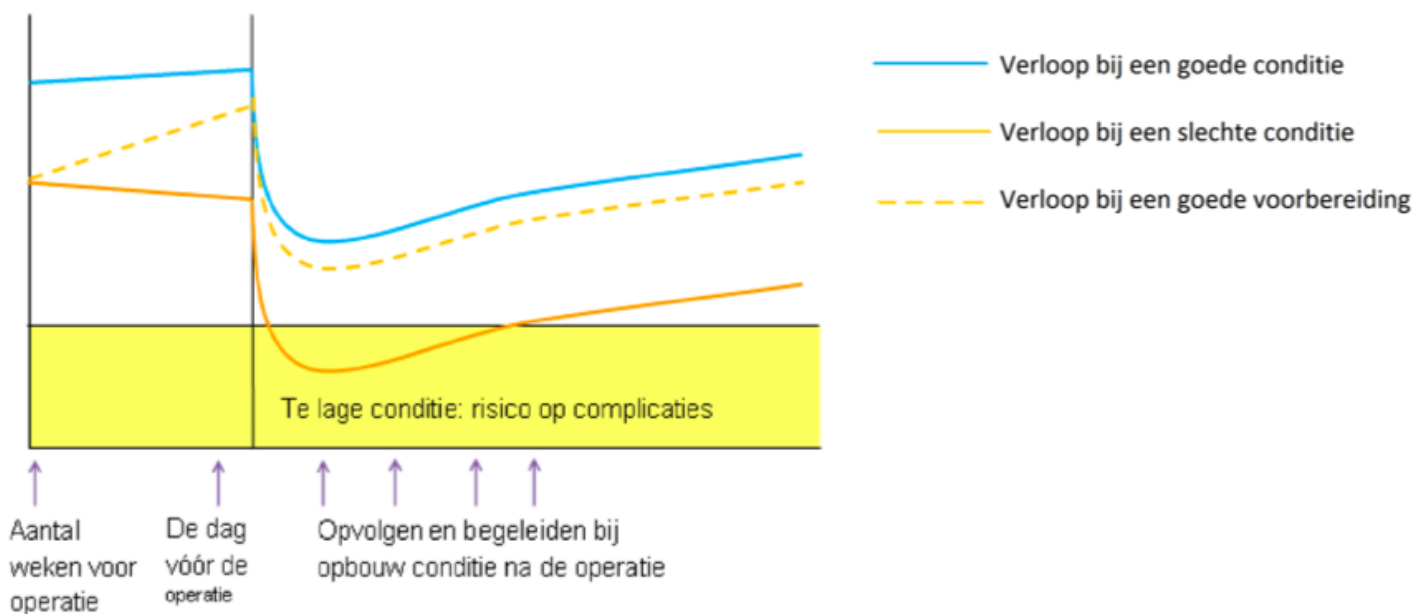 Verloop bij een goede conditie
Verloop bij een slechte conditie
Verloop bij een goede voorbereiding
Te lage conditie: risico op complicaties
Aantal
weken voor
operatie
De dag
vóór de
operatie
Opvolgen en begeleiden bij
opbouw conditie na de operatie